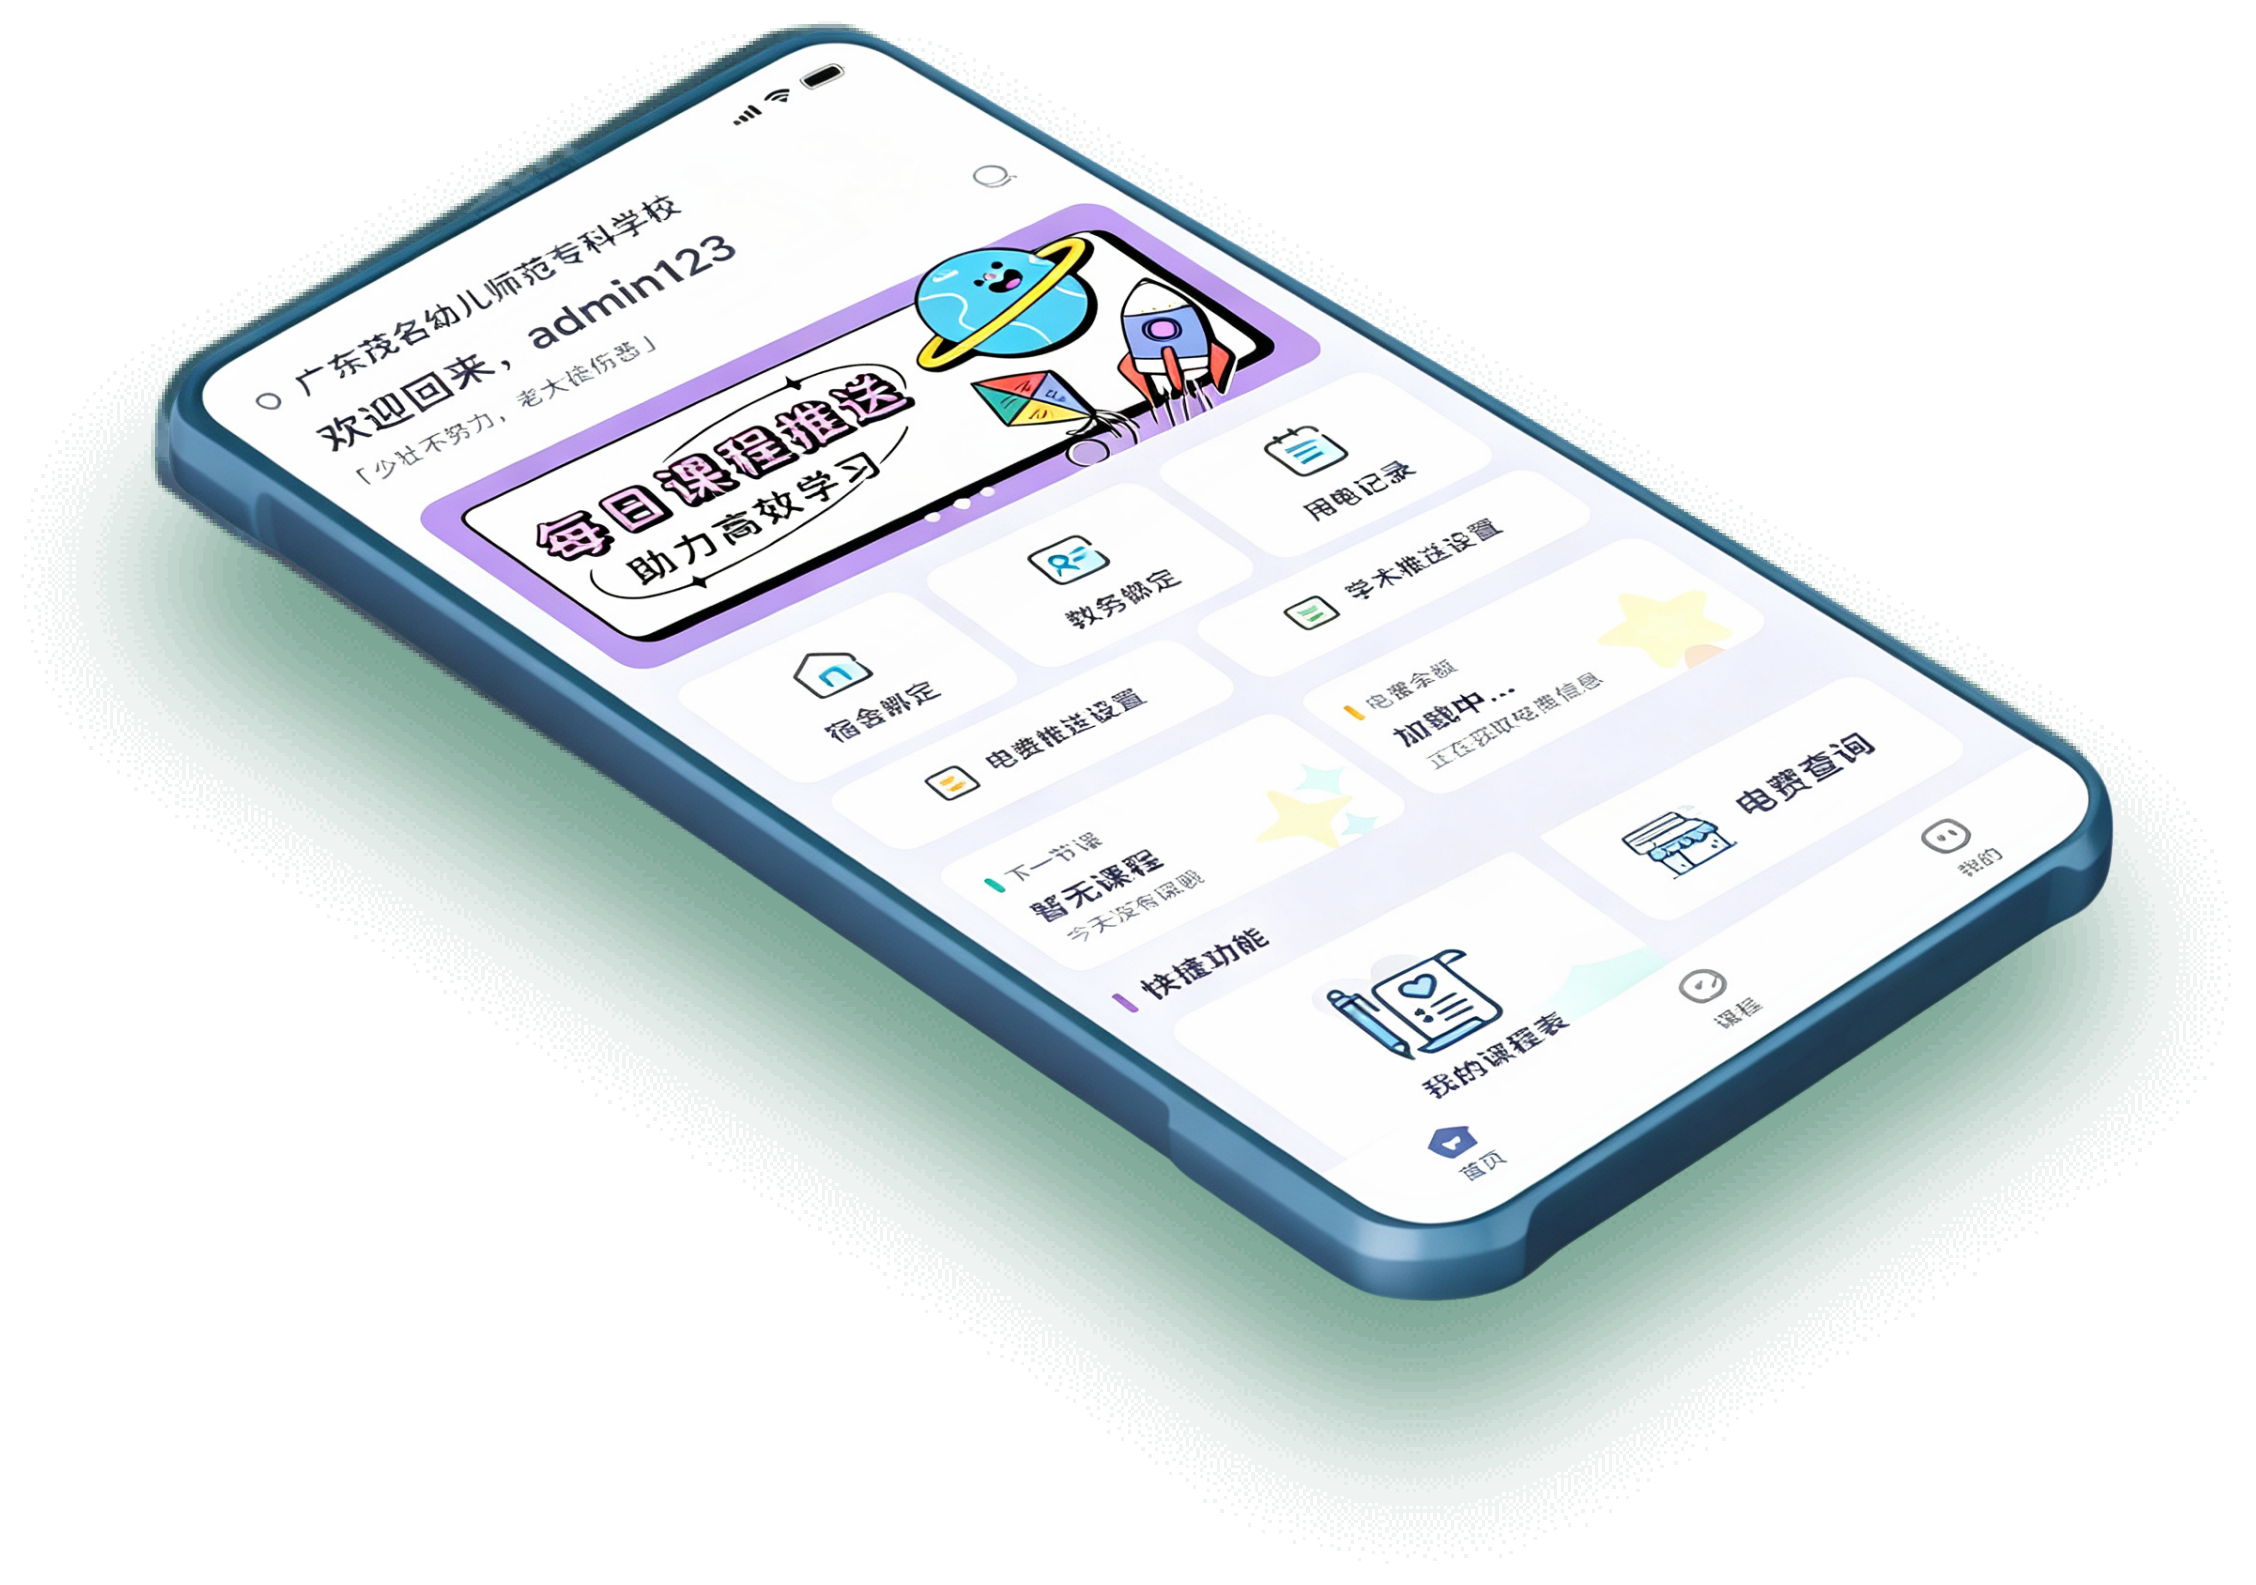 广东茂名幼儿师范专科学校
欢迎回来，admin123
「少壮不努力，老大徒伤悲」
每日课程推送
助力高效学习
宿舍绑定
教务绑定
用电记录
电费推送设置
学术推送设置
下一节课
暂无课程
今天没有课哦
电费余额
加载中...
正在获取电费信息
快捷功能
我的课程表
电费查询
首页
课程
我的